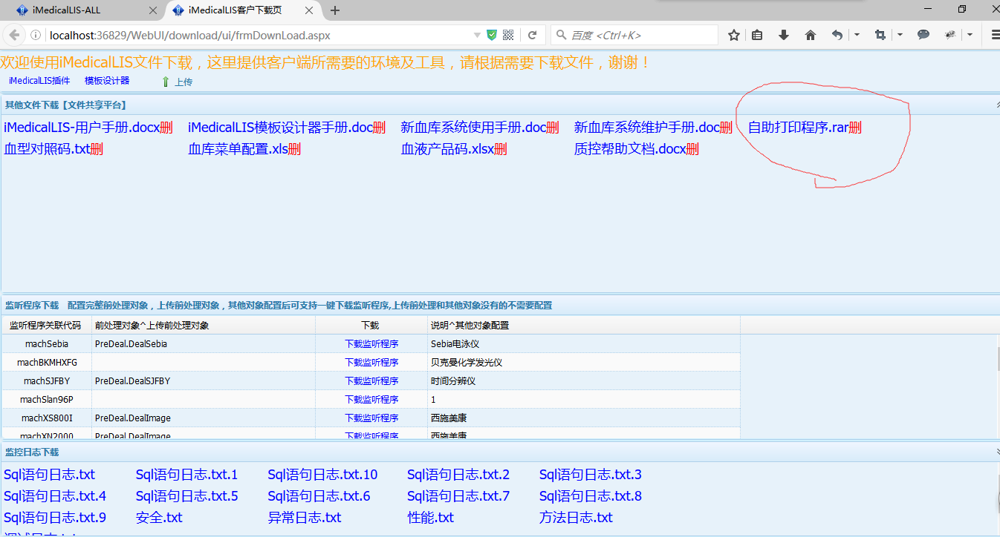 iMedicalLIS-ALL iMedicalLIS客户下载页
localhost:36829/WebUI/download/ui/frmDownLoad.aspx 百度 <Ctrl+K>
欢迎使用iMedicalLIS文件下载，这里提供客户端所需要的环境及工具，请根据需要下载文件，谢谢！
iMedicalLIS插件 模板设计器 上传
其他文件下载【文件共享平台】
iMedicalLIS-用户手册.docx删 iMedicalLIS模板设计器手册.doc删 新血库系统使用手册.doc删 新血库系统维护手册.doc删 自助打印程序.rar删
血型对照码.txt删 血库菜单配置.xls删 血液产品码.xlsx删 质控帮助文档.docx删
监听程序下载 配置完整前处理对象，上传前处理对象，其他对象配置后可支持一键下载监听程序,上传前处理和其他对象没有的不需要配置
监听程序关联代码 前处理对象^上传前处理对象 下载 说明^其他对象配置
machSebia PreDeal.DealSebia 下载监听程序 Sebia电泳仪
machBKMHXFG 下载监听程序 贝克曼化学发光仪
machSJFBY PreDeal.DealSJFBY 下载监听程序 时间分辨仪
machSlan96P 下载监听程序 1
machXS800I PreDeal.DealImage 下载监听程序 西施美康
machXN2000 PreDeal.DealImage 下载监听程序 西施美康
监控日志下载
Sql语句日志.txt Sql语句日志.txt.1 Sql语句日志.txt.10 Sql语句日志.txt.2 Sql语句日志.txt.3
Sql语句日志.txt.4 Sql语句日志.txt.5 Sql语句日志.txt.6 Sql语句日志.txt.7 Sql语句日志.txt.8
Sql语句日志.txt.9 安全.txt 异常日志.txt 性能.txt 方法日志.txt
调试日志.txt